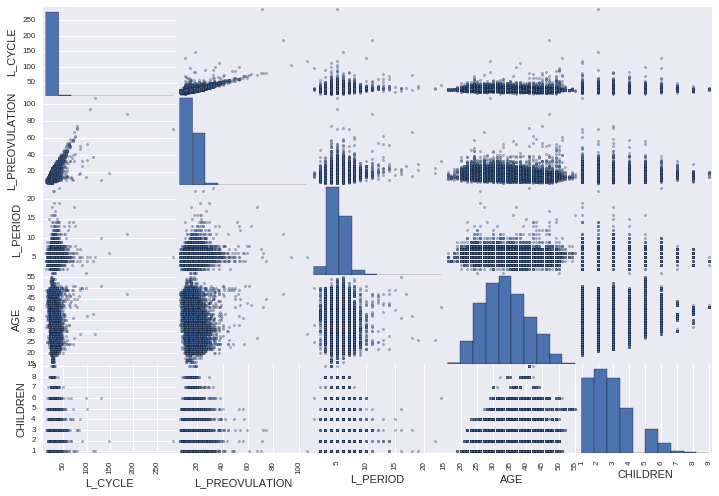 L_CYCLE
250
200
150
100
50
L_PREOVULATION
100
80
60
40
20
L_PERIOD
20
15
10
5
AGE
55
50
45
40
35
30
25
20
15
CHILDREN
9
8
7
6
5
4
3
2
1
50 100 150 200 250
20 40 60 80 100
5 10 15 20
15 20 25 30 35 40 45 50 55
1 2 3 4 5 6 7 8 9
L_CYCLE L_PREOVULATION L_PERIOD AGE CHILDREN